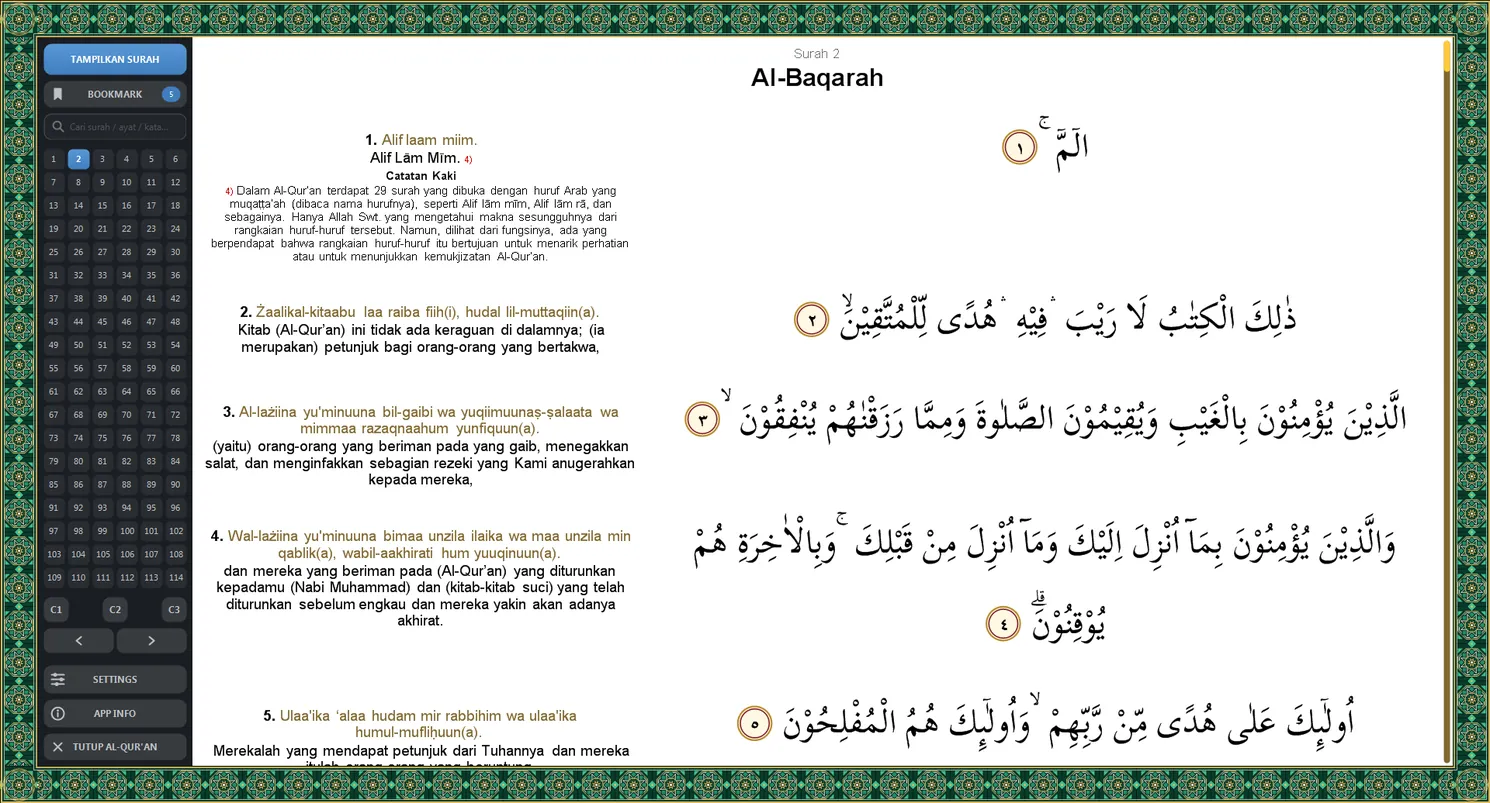 TAMPILKAN SURAH
BOOKMARK 5
Cari surah / ayat / kata...
1 2 3 4 5 6
7 8 9 10 11 12
13 14 15 16 17 18
19 20 21 22 23 24
25 26 27 28 29 30
31 32 33 34 35 36
37 38 39 40 41 42
43 44 45 46 47 48
49 50 51 52 53 54
55 56 57 58 59 60
61 62 63 64 65 66
67 68 69 70 71 72
73 74 75 76 77 78
79 80 81 82 83 84
85 86 87 88 89 90
91 92 93 94 95 96
97 98 99 100 101 102
103 104 105 106 107 108
109 110 111 112 113 114
C1 C2 C3
< >
SETTINGS
APP INFO
TUTUP AL-QUR'AN
Surah 2
Al-Baqarah
1. Alif laam miim.
Alif Lām Mīm. 4)
Catatan Kaki
4) Dalam Al-Qur'an terdapat 29 surah yang dibuka dengan huruf Arab yang
muqaṭṭa'ah (dibaca nama hurufnya), seperti Alif lām mīm, Alif lām rā, dan
sebagainya. Hanya Allah Swt. yang mengetahui makna sesungguhnya dari
rangkaian huruf-huruf tersebut. Namun, dilihat dari fungsinya, ada yang
berpendapat bahwa rangkaian huruf-huruf itu bertujuan untuk menarik perhatian
atau untuk menunjukkan kemukjizatan Al-Qur'an.
الۤمّۤ ۚ ١
2. Żaalikal-kitaabu laa raiba fiih(i), hudal lil-muttaqiin(a).
Kitab (Al-Qur’an) ini tidak ada keraguan di dalamnya; (ia
merupakan) petunjuk bagi orang-orang yang bertakwa,
ذٰلِكَ الْكِتٰبُ لَا رَيْبَ ۛ فِيْهِ ۛ هُدًى لِّلْمُتَّقِيْنَۙ ٢
3. Al-lażiina yu'minuuna bil-gaibi wa yuqiimuunaṣ-ṣalaata wa
mimmaa razaqnaahum yunfiquun(a).
(yaitu) orang-orang yang beriman pada yang gaib, menegakkan
salat, dan menginfakkan sebagian rezeki yang Kami anugerahkan
kepada mereka,
الَّذِيْنَ يُؤْمِنُوْنَ بِالْغَيْبِ وَيُقِيْمُوْنَ الصَّلٰوةَ وَمِمَّا رَزَقْنٰهُمْ يُنْفِقُوْنَ ۙ ٣
4. Wal-lażiina yu'minuuna bimaa unzila ilaika wa maa unzila min
qablik(a), wabil-aakhirati hum yuuqinuun(a).
dan mereka yang beriman pada (Al-Qur’an) yang diturunkan
kepadamu (Nabi Muhammad) dan (kitab-kitab suci) yang telah
diturunkan sebelum engkau dan mereka yakin akan adanya
akhirat.
وَالَّذِيْنَ يُؤْمِنُوْنَ بِمَآ اُنْزِلَ اِلَيْكَ وَمَآ اُنْزِلَ مِنْ قَبْلِكَ ۚ وَبِالْاٰخِرَةِ هُمْ
يُوْقِنُوْنَۗ ٤
5. Ulaa'ika ‘alaa hudam mir rabbihim wa ulaa'ika
humul-mufliḥuun(a).
Merekalah yang mendapat petunjuk dari Tuhannya dan mereka
itulah orang-orang yang beruntung.
اُولٰۤىِٕكَ عَلٰى هُدًى مِّنْ رَّبِّهِمْ ۙ وَاُولٰۤىِٕكَ هُمُ الْمُفْلِحُوْنَ ٥